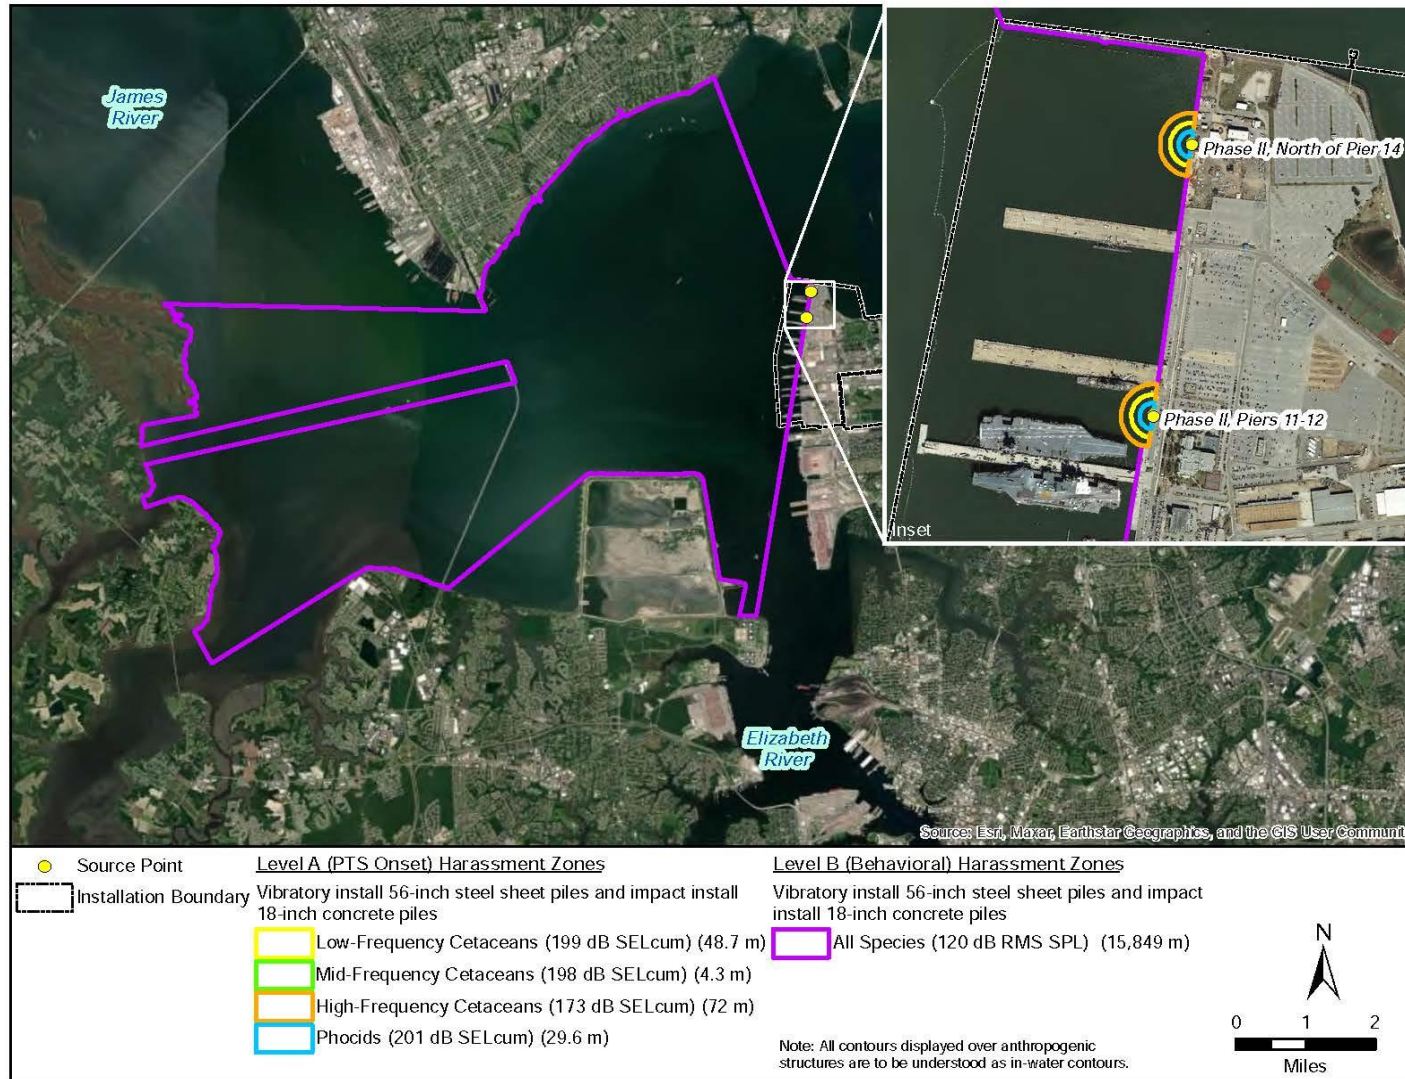 James
River
Phase II, North of Pier 14
Phase II, Piers 11-12
Inset
Elizabeth
River
Source: Esri, Maxar, Earthstar Geographics, and the GIS User Communit
Source Point
Installation Boundary
Level A (PTS Onset) Harassment Zones
Vibratory install 56-inch steel sheet piles and impact install
18-inch concrete piles
Low-Frequency Cetaceans (199 dB SELcum) (48.7 m)
Mid-Frequency Cetaceans (198 dB SELcum) (4.3 m)
High-Frequency Cetaceans (173 dB SELcum) (72 m)
Phocids (201 dB SELcum) (29.6 m)
Level B (Behavioral) Harassment Zones
Vibratory install 56-inch steel sheet piles and impact
install 18-inch concrete piles
All Species (120 dB RMS SPL) (15,849 m)
Note: All contours displayed over anthropogenic
structures are to be understood as in-water contours.
N
0 1 2
Miles